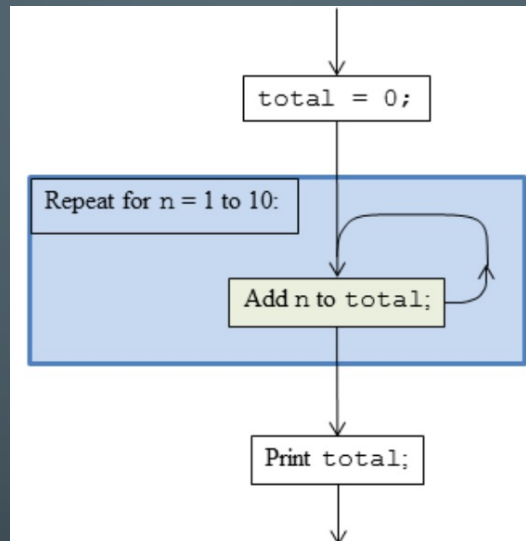 total = 0;
Repeat for n = 1 to 10:
Add n to total;
Print total;